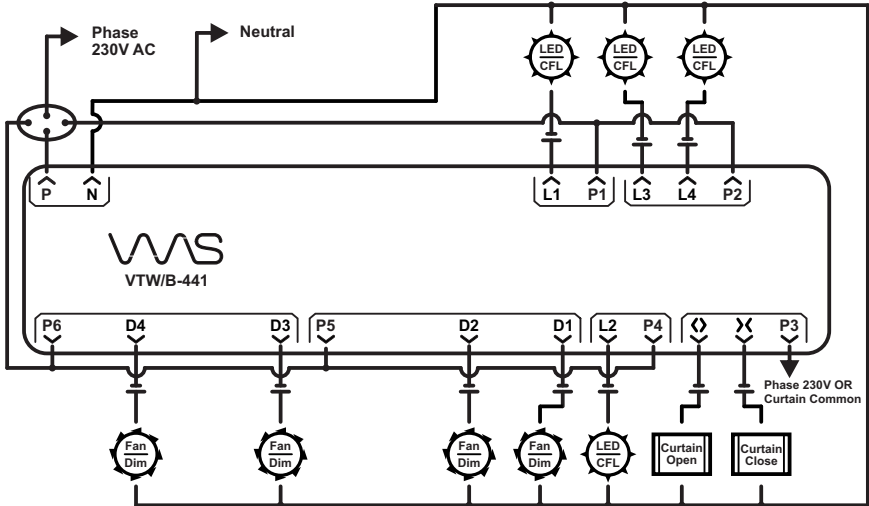 Phase
230V AC
Neutral
LED
CFL
LED
CFL
LED
CFL
P N L1 P1 L3 L4 P2
VMS
VTW/B-441
P6 D4 D3 P5 D2 D1 L2 P4 <> >< P3
Phase 230V OR
Curtain Common
Fan
Dim
Fan
Dim
Fan
Dim
Fan
Dim
LED
CFL
Curtain
Open
Curtain
Close